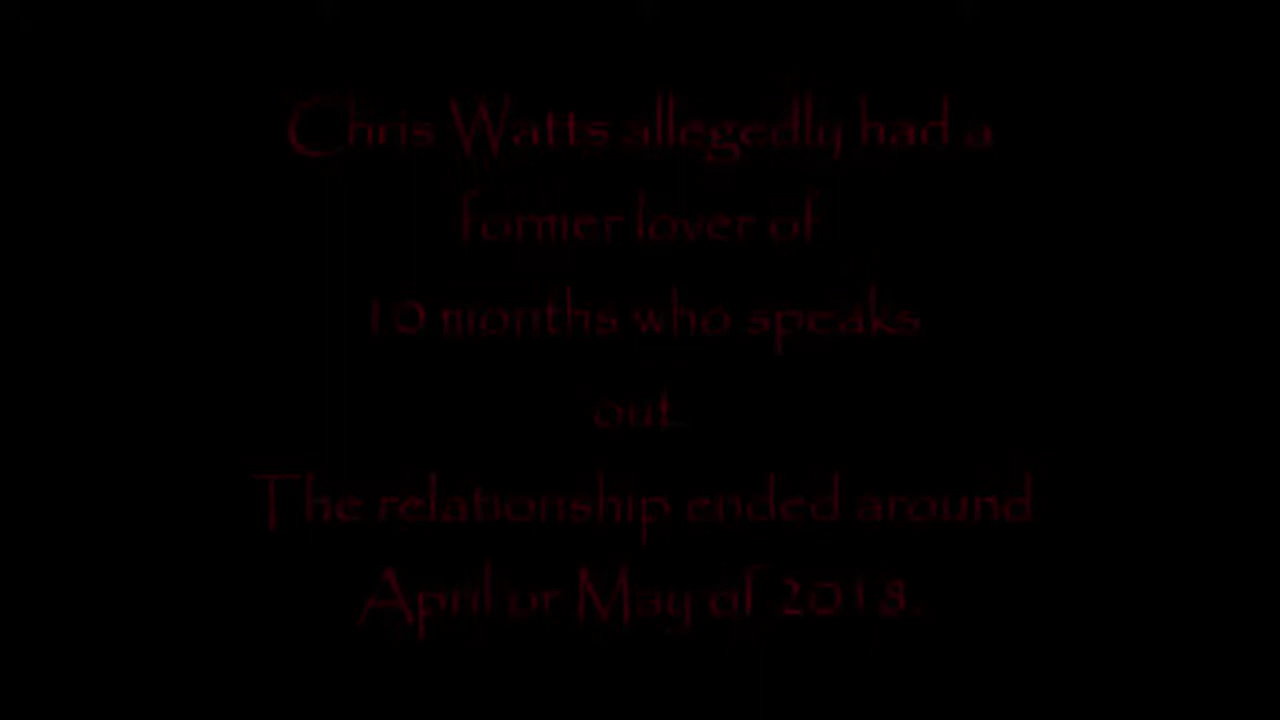 Chris Watts allegedly had a
former lover of
10 months who speaks
out.
The relationship ended around
April or May of 2018.